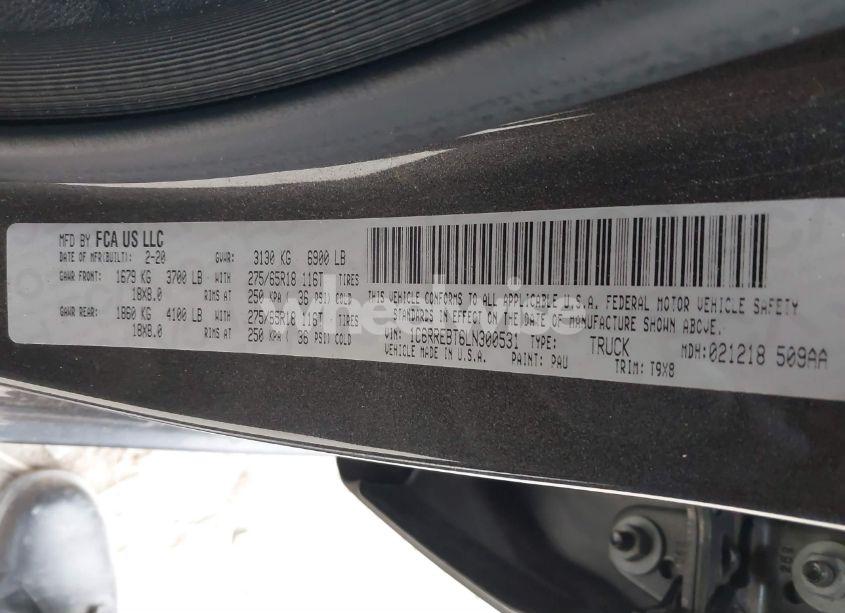 MFD BY FCA US LLC
DATE OF MFR(BUILT): 2-20 GVWR: 3130 KG 6900 LB
GAWR FRONT: 1679 KG 3700 LB WITH 275/65R18 116T TIRES
18X8.0 RIMS AT 250 KPA ( 36 PSI) COLD
GAWR REAR: 1860 KG 4100 LB WITH 275/65R18 116T TIRES
18X8.0 RIMS AT 250 KPA ( 36 PSI) COLD
THIS VEHICLE CONFORMS TO ALL APPLICABLE U.S.A. FEDERAL MOTOR VEHICLE SAFETY
STANDARDS IN EFFECT ON THE DATE OF MANUFACTURE SHOWN ABOVE.
VIN: 1C6RREBT6LN300531 TYPE: TRUCK MDH:021218 509AA
VEHICLE MADE IN U.S.A. PAINT: PAU TRIM: T9X8
wheelwise